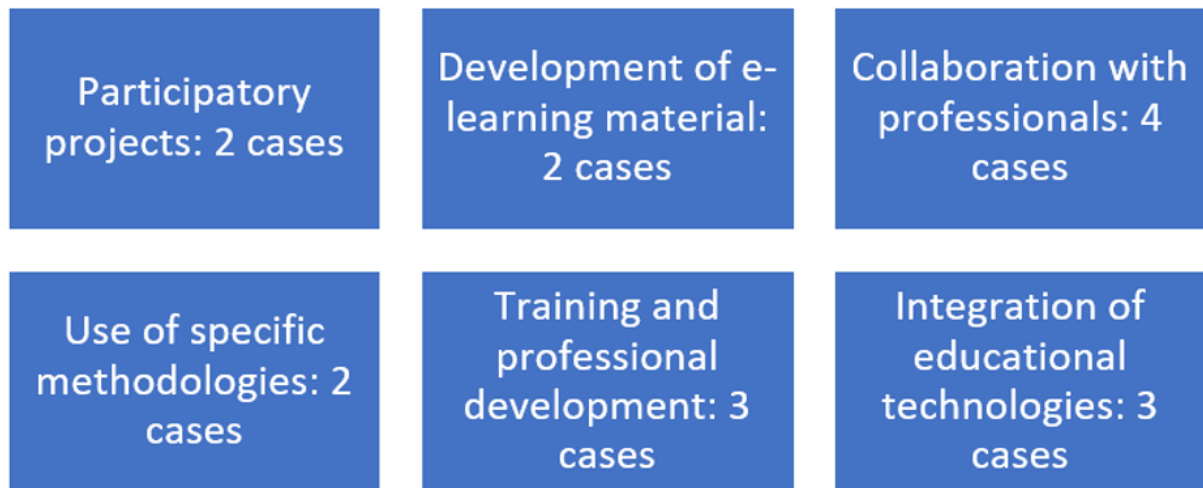 Participatory
projects: 2 cases
Development of e-
learning material:
2 cases
Collaboration with
professionals: 4
cases
Use of specific
methodologies: 2
cases
Training and
professional
development: 3
cases
Integration of
educational
technologies: 3
cases